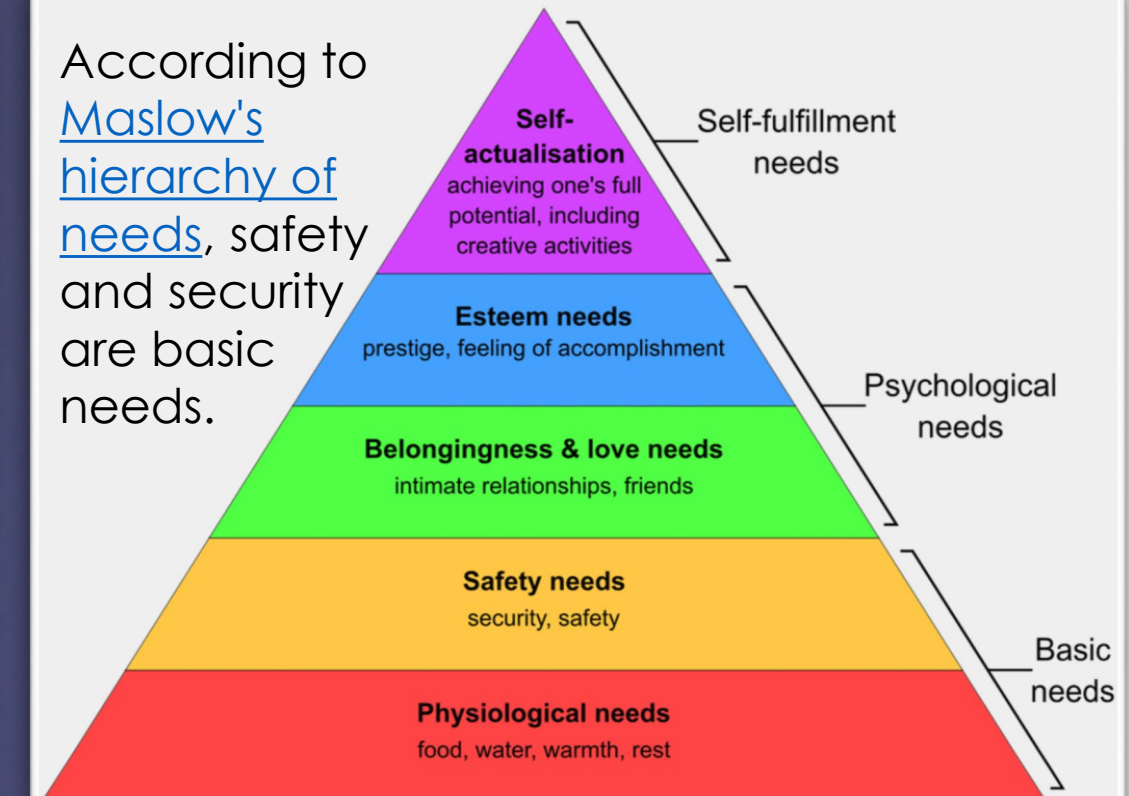 According to
Maslow's
hierarchy of
needs, safety
and security
are basic
needs.
Self-
actualisation
achieving one's full
potential, including
creative activities
Self-fulfillment
needs
Esteem needs
prestige, feeling of accomplishment
Belongingness & love needs
intimate relationships, friends
Psychological
needs
Safety needs
security, safety
Physiological needs
food, water, warmth, rest
Basic
needs